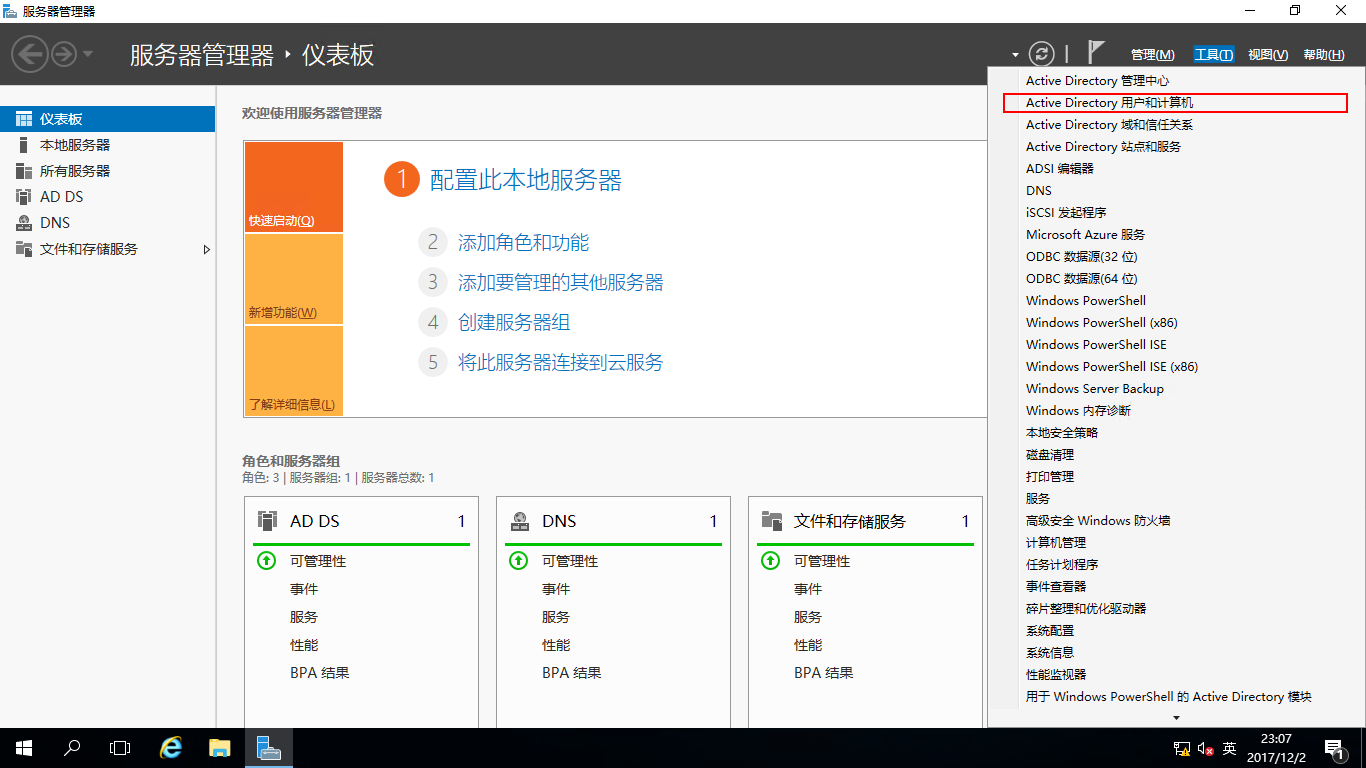 服务器管理器
服务器管理器 ‣ 仪表板
管理(M) 工具(T) 视图(V) 帮助(H)
仪表板
本地服务器
所有服务器
AD DS
DNS
文件和存储服务
欢迎使用服务器管理器
快速启动(Q)
新增功能(W)
了解详细信息(L)
1 配置此本地服务器
2 添加角色和功能
3 添加要管理的其他服务器
4 创建服务器组
5 将此服务器连接到云服务
角色和服务器组
角色: 3 | 服务器组: 1 | 服务器总数: 1
AD DS 1
可管理性
事件
服务
性能
BPA 结果
DNS 1
可管理性
事件
服务
性能
BPA 结果
文件和存储服务 1
可管理性
事件
服务
性能
BPA 结果
Active Directory 管理中心
Active Directory 用户和计算机
Active Directory 域和信任关系
Active Directory 站点和服务
ADSI 编辑器
DNS
iSCSI 发起程序
Microsoft Azure 服务
ODBC 数据源(32 位)
ODBC 数据源(64 位)
Windows PowerShell
Windows PowerShell (x86)
Windows PowerShell ISE
Windows PowerShell ISE (x86)
Windows Server Backup
Windows 内存诊断
本地安全策略
磁盘清理
打印管理
服务
高级安全 Windows 防火墙
计算机管理
任务计划程序
事件查看器
碎片整理和优化驱动器
系统配置
系统信息
性能监视器
用于 Windows PowerShell 的 Active Directory 模块
英
23:07
2017/12/2
1